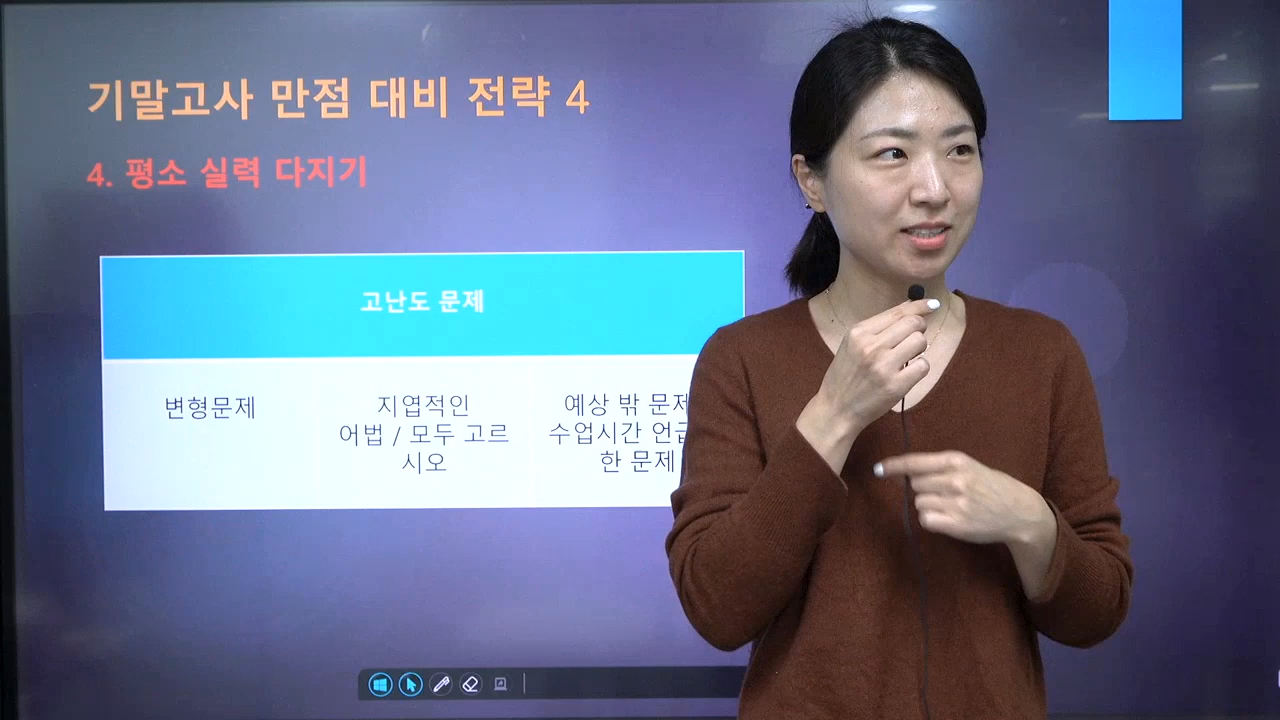 기말고사 만점 대비 전략 4
4. 평소 실력 다지기
고난도 문제
변형문제
지엽적인
어법 / 모두 고르
시오
예상 밖 문제
수업시간 언급
한 문제